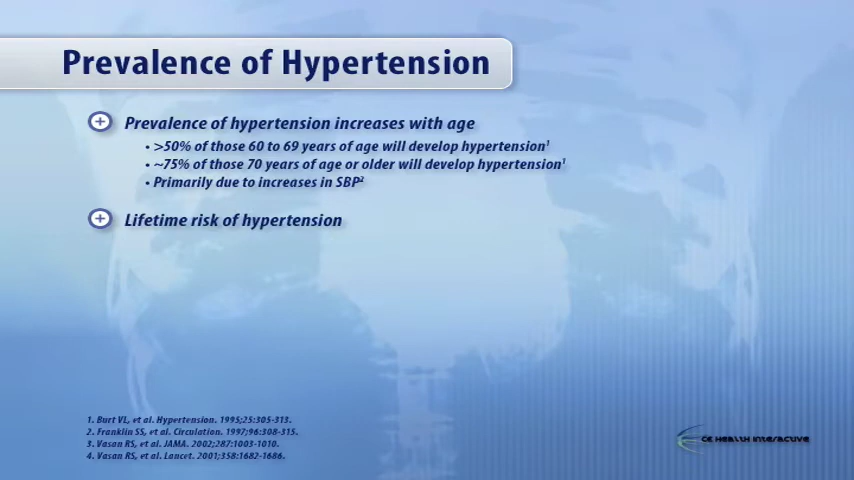 Prevalence of Hypertension
Prevalence of hypertension increases with age
• >50% of those 60 to 69 years of age will develop hypertension¹
• ~75% of those 70 years of age or older will develop hypertension¹
• Primarily due to increases in SBP²
Lifetime risk of hypertension
1. Burt VL, et al. Hypertension. 1995;25:305-313.
2. Franklin SS, et al. Circulation. 1997;96:308-315.
3. Vasan RS, et al. JAMA. 2002;287:1003-1010.
4. Vasan RS, et al. Lancet. 2001;358:1682-1686.
CE Health Interactive